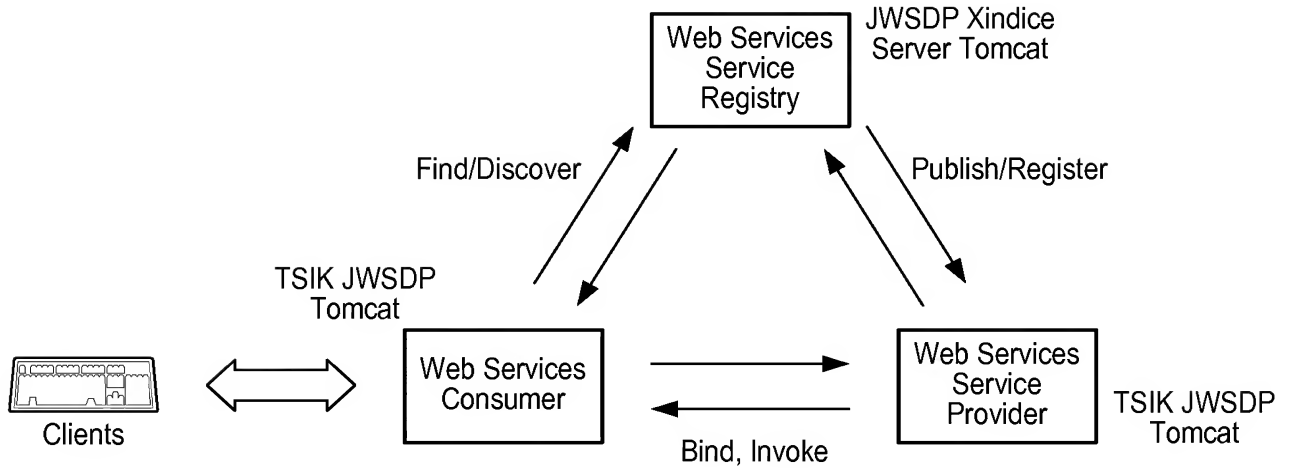 JWSDP Xindice
Server Tomcat
Web Services
Service
Registry
Find/Discover
Publish/Register
TSIK JWSDP
Tomcat
Web Services
Consumer
Web Services
Service
Provider
TSIK JWSDP
Tomcat
Clients
Bind, Invoke